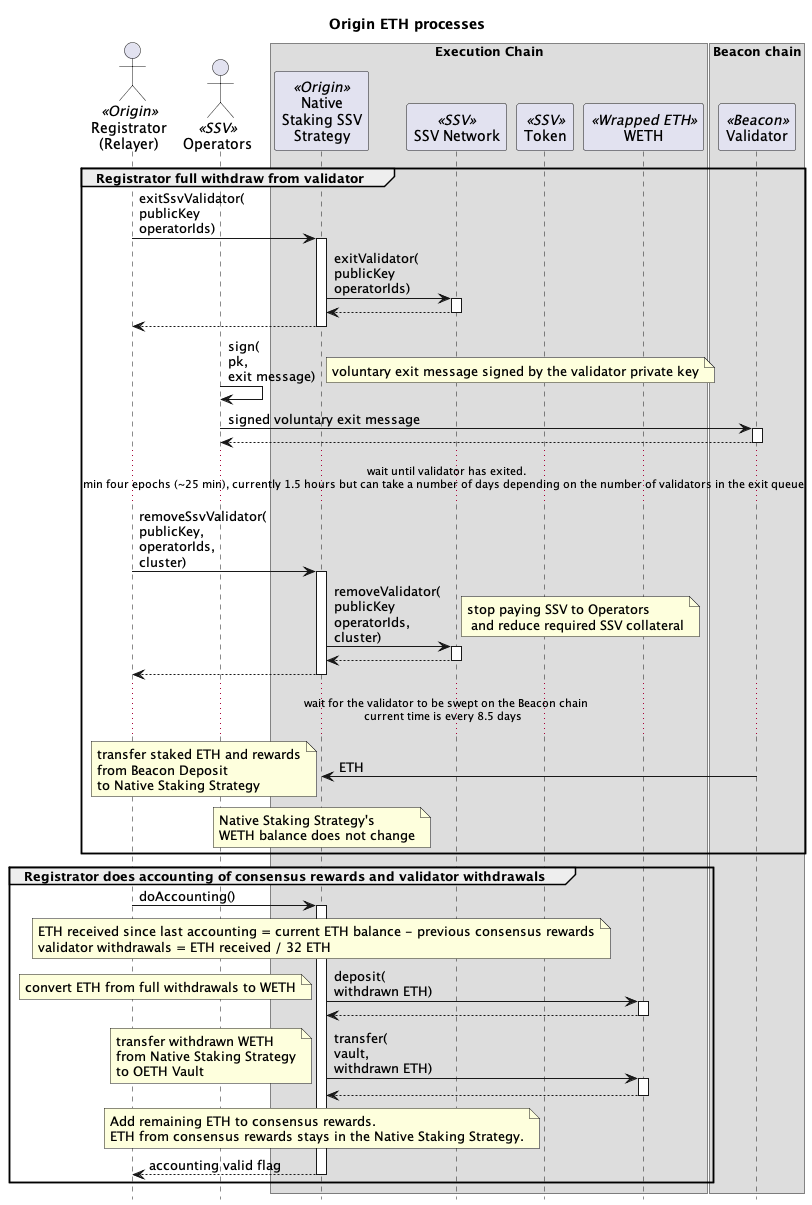 Origin ETH processes
Execution Chain
Beacon chain
«Origin»
Registrator
(Relayer)
«SSV»
Operators
«Origin»
Native
Staking SSV
Strategy
«SSV»
SSV Network
«SSV»
Token
«Wrapped ETH»
WETH
«Beacon»
Validator
Registrator full withdraw from validator
exitSsvValidator(
publicKey
operatorIds)
exitValidator(
publicKey
operatorIds)
sign(
pk,
exit message)
voluntary exit message signed by the validator private key
signed voluntary exit message
wait until validator has exited.
min four epochs (~25 min), currently 1.5 hours but can take a number of days depending on the number of validators in the exit queue
removeSsvValidator(
publicKey,
operatorIds,
cluster)
removeValidator(
publicKey
operatorIds,
cluster)
stop paying SSV to Operators
and reduce required SSV collateral
wait for the validator to be swept on the Beacon chain
current time is every 8.5 days
transfer staked ETH and rewards
from Beacon Deposit
to Native Staking Strategy
ETH
Native Staking Strategy's
WETH balance does not change
Registrator does accounting of consensus rewards and validator withdrawals
doAccounting()
ETH received since last accounting = current ETH balance - previous consensus rewards
validator withdrawals = ETH received / 32 ETH
convert ETH from full withdrawals to WETH
deposit(
withdrawn ETH)
transfer withdrawn WETH
from Native Staking Strategy
to OETH Vault
transfer(
vault,
withdrawn ETH)
Add remaining ETH to consensus rewards.
ETH from consensus rewards stays in the Native Staking Strategy.
accounting valid flag